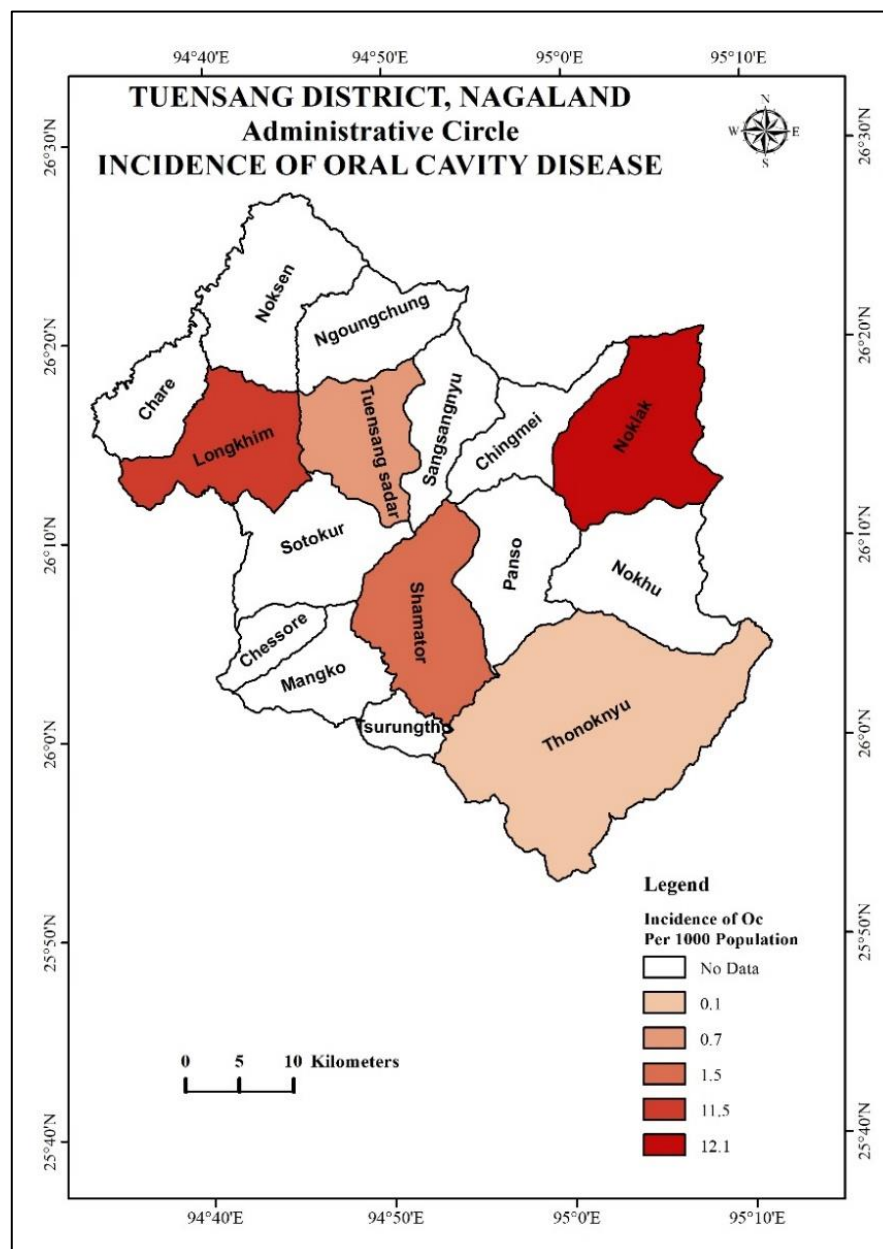 94°40'E 94°50'E 95°0'E 95°10'E
TUENSANG DISTRICT, NAGALAND
Administrative Circle
INCIDENCE OF ORAL CAVITY DISEASE
N
W E
S
26°30'N 26°30'N
Noksen
Ngoungchung
26°20'N 26°20'N
Chare
Longkhim
Tuensang sadar
Sangsangnyu
Chingmei
Noklak
26°10'N 26°10'N
Sotokur
Panso
Nokhu
Shamator
Chessore
Mangko
Tsurungtho
26°0'N 26°0'N
Thonoknyu
Legend
Incidence of Oc
Per 1000 Population
No Data
0.1
0.7
1.5
11.5
12.1
25°50'N 25°50'N
0 5 10 Kilometers
25°40'N 25°40'N
94°40'E 94°50'E 95°0'E 95°10'E